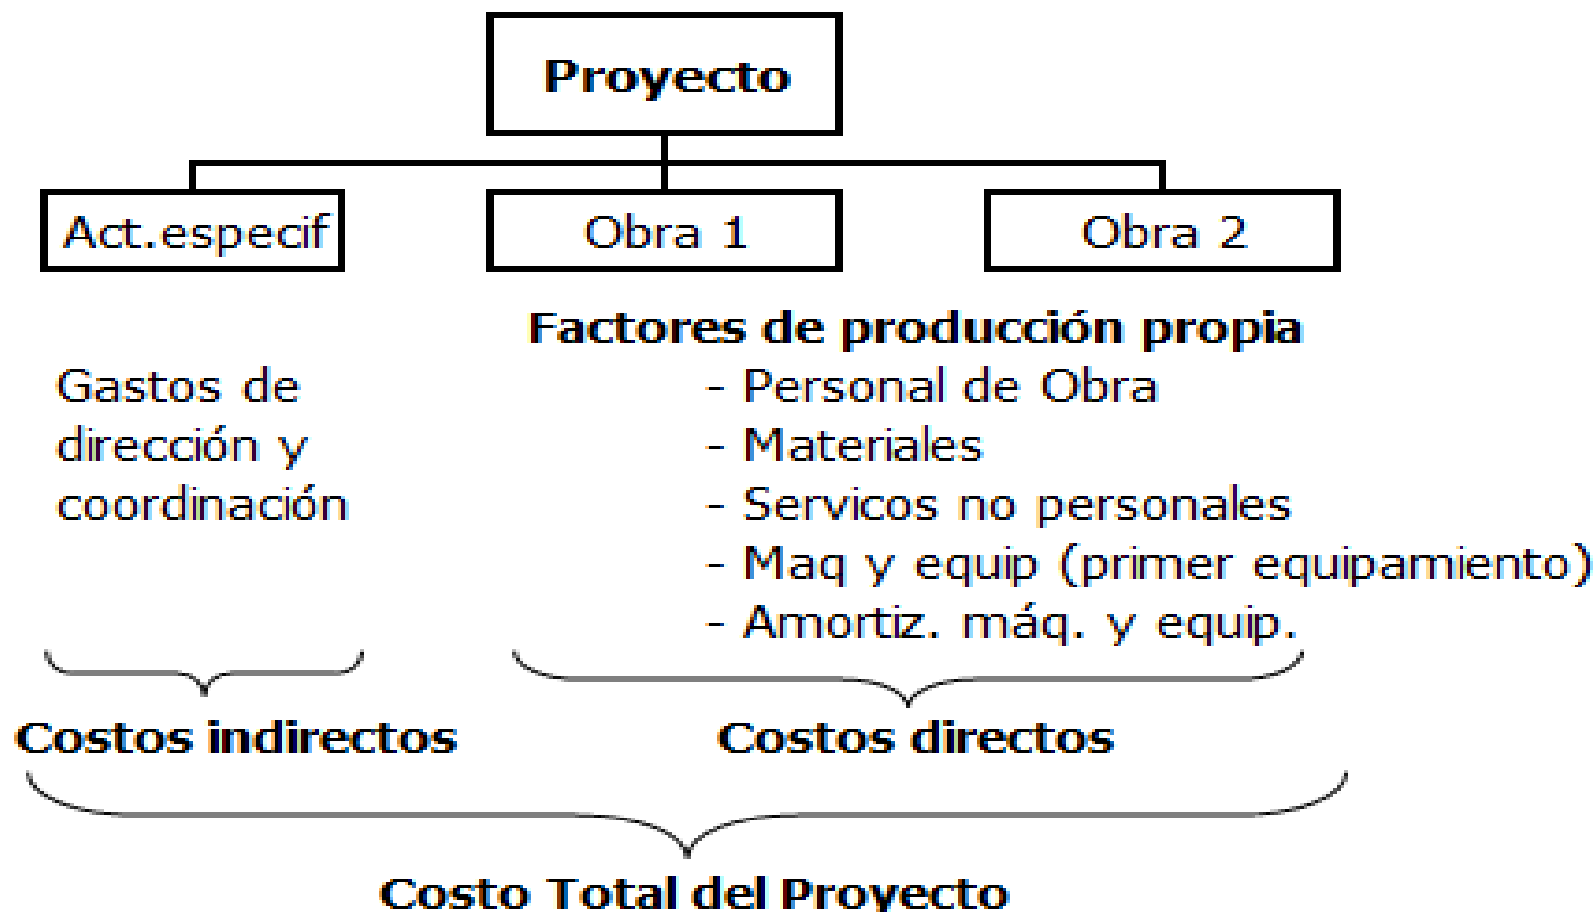 Proyecto
Act.especif
Obra 1
Obra 2
Factores de producción propia
Gastos de
dirección y
coordinación
- Personal de Obra
- Materiales
- Servicos no personales
- Maq y equip (primer equipamiento)
- Amortiz. máq. y equip.
Costos indirectos
Costos directos
Costo Total del Proyecto